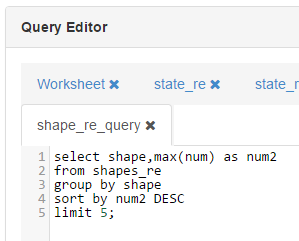 Query Editor
Worksheet ✖ state_re ✖ state_r
shape_re_query ✖
1 select shape,max(num) as num2
2 from shapes_re
3 group by shape
4 sort by num2 DESC
5 limit 5;